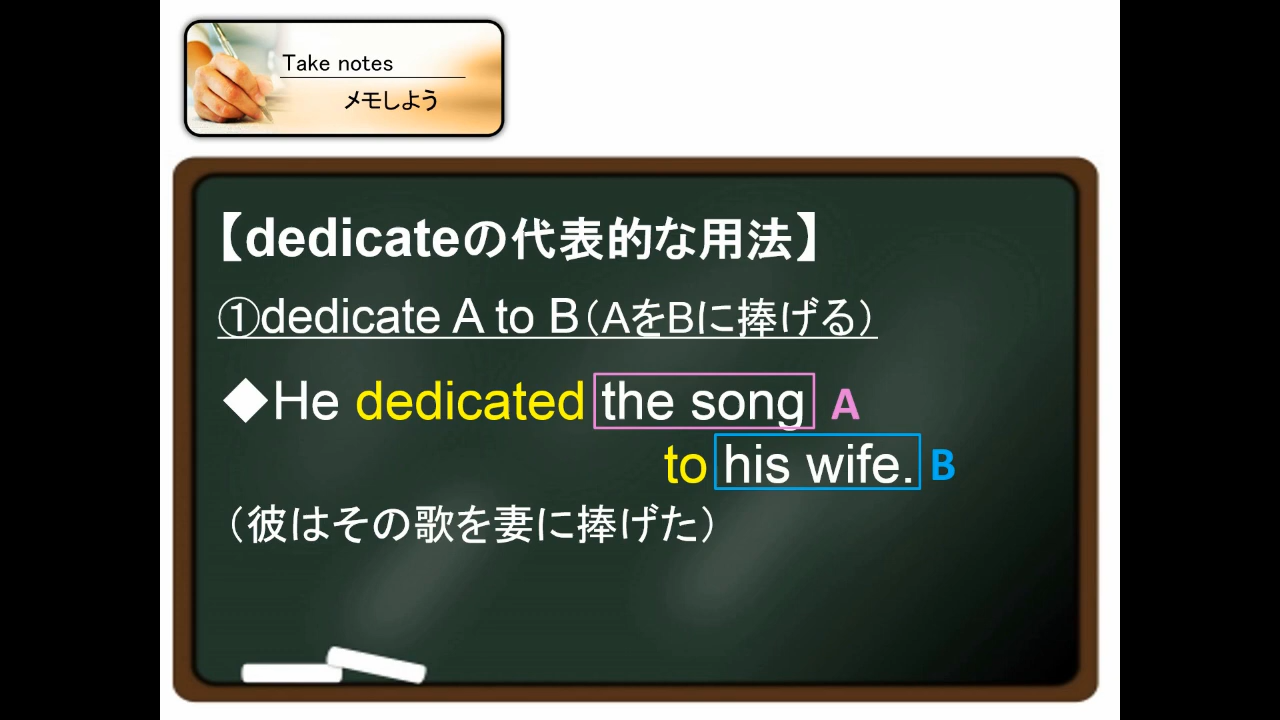 Take notes
メモしよう
【dedicateの代表的な用法】
①dedicate A to B（AをBに捧げる）
◆He dedicated the song A
to his wife. B
（彼はその歌を妻に捧げた）